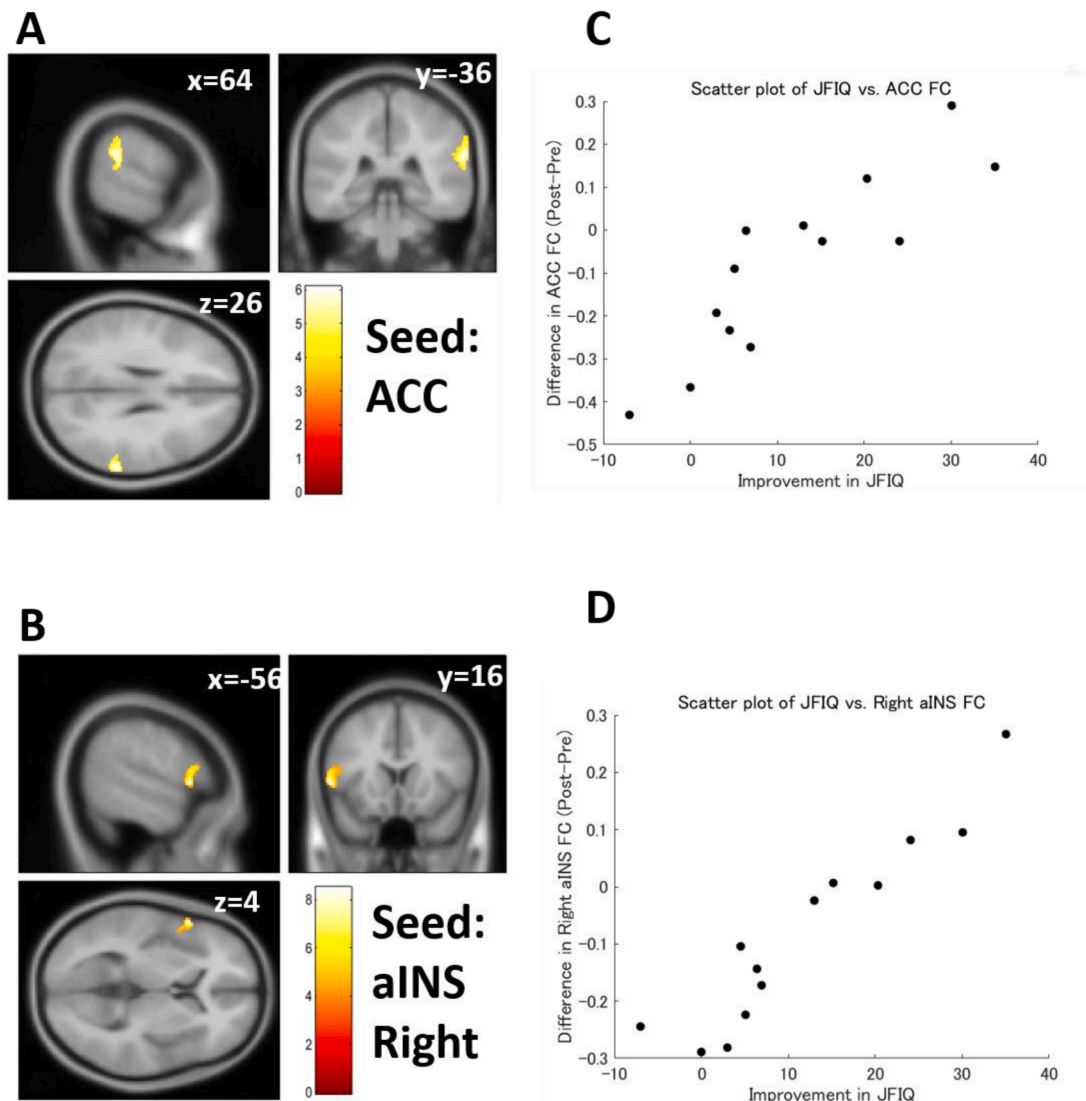 A
x=64
y=-36
z=26
6
5
4
3
2
1
0
Seed:
ACC
C
Scatter plot of JFIQ vs. ACC FC
Difference in ACC FC (Post-Pre)
0.3
0.2
0.1
0
-0.1
-0.2
-0.3
-0.4
-0.5
-10 0 10 20 30 40
Improvement in JFIQ
B
x=-56
y=16
z=4
8
6
4
2
0
Seed:
aINS
Right
D
Scatter plot of JFIQ vs. Right aINS FC
Difference in Right aINS FC (Post-Pre)
0.3
0.2
0.1
0
-0.1
-0.2
-0.3
-10 0 10 20 30 40
Improvement in JFIQ